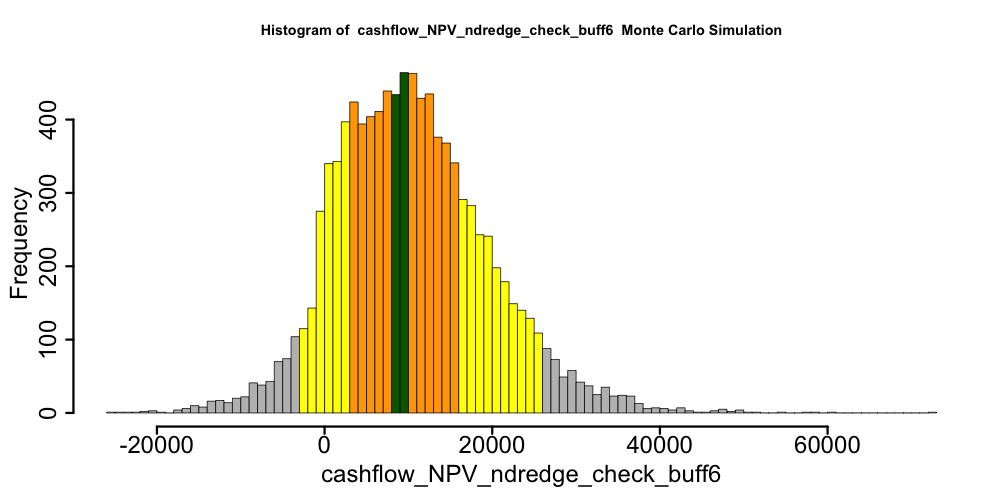 Histogram of cashflow_NPV_ndredge_check_buff6 Monte Carlo Simulation
400
300
200
100
0
Frequency
-20000 0 20000 40000 60000
cashflow_NPV_ndredge_check_buff6